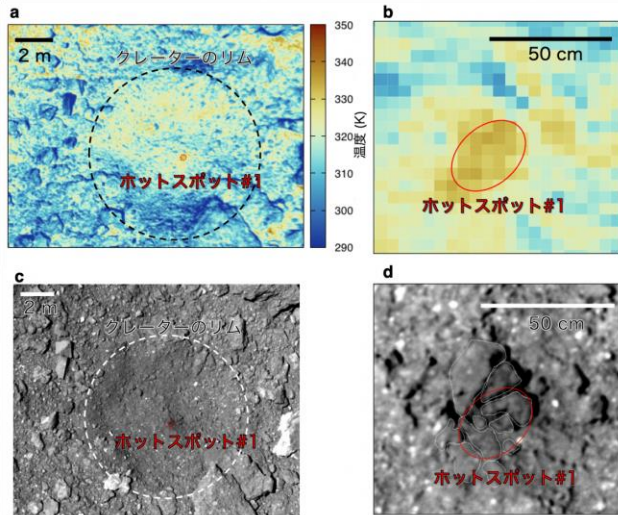 a
2 m
クレーターのリム
ホットスポット#1
350
340
330
320
310
300
290
温度 (K)
b
50 cm
ホットスポット#1
c
2 m
クレーターのリム
ホットスポット#1
d
50 cm
ホットスポット#1